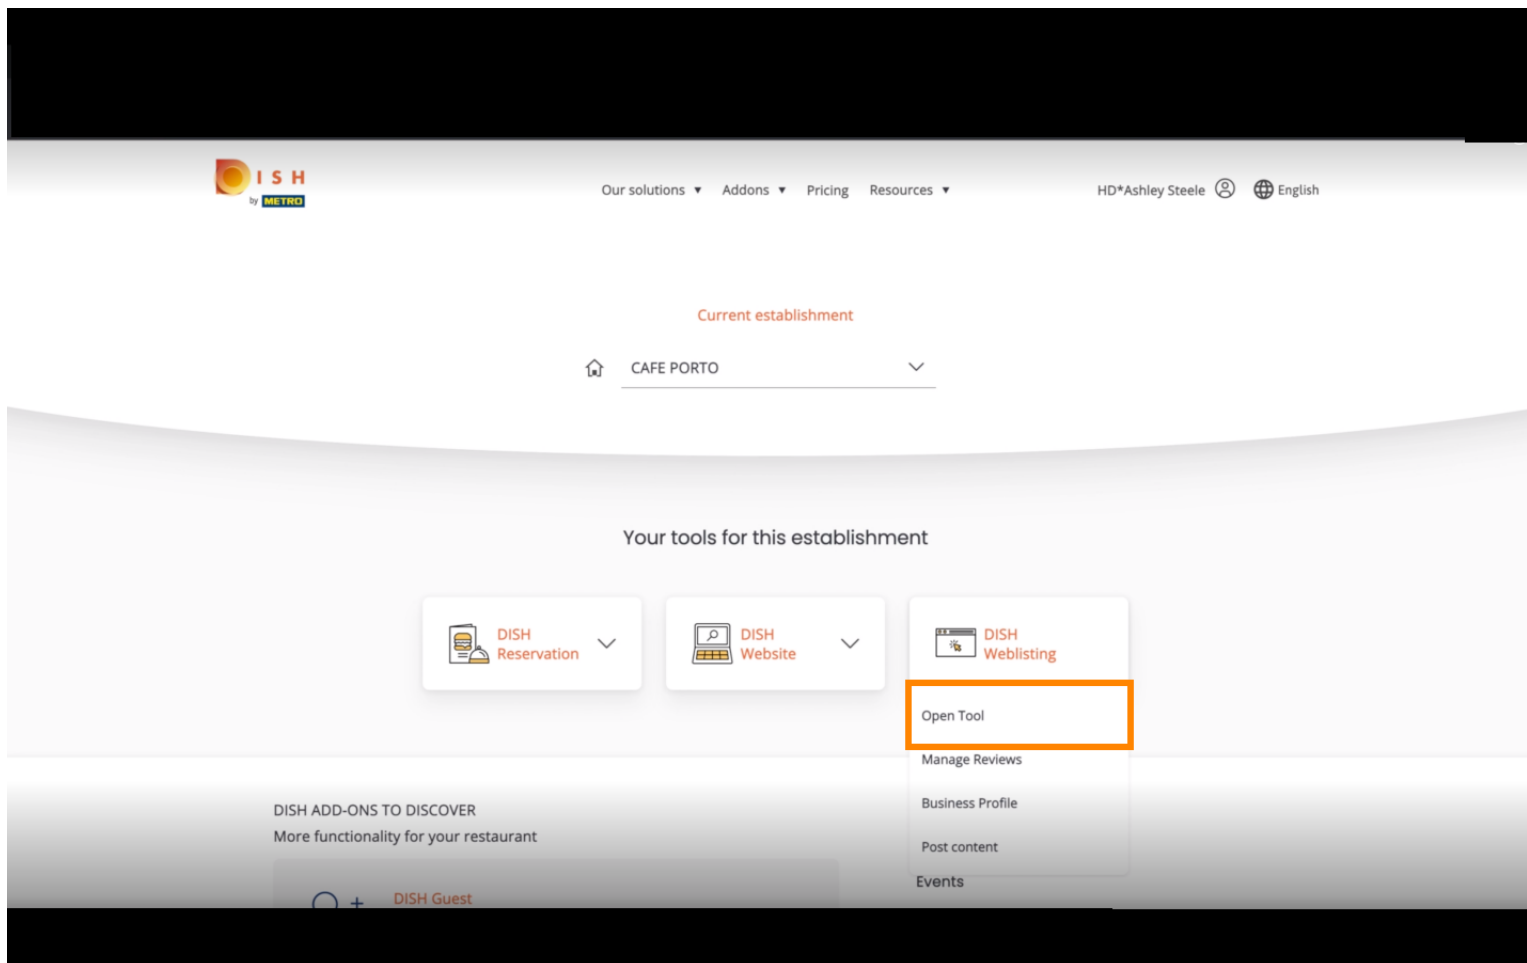 DISH
by METRO
Our solutions ▼ Addons ▼ Pricing Resources ▼ HD*Ashley Steele English
Current establishment
CAFE PORTO
Your tools for this establishment
DISH
Reservation
DISH
Website
DISH
Weblisting
Open Tool
Manage Reviews
Business Profile
Post content
DISH ADD-ONS TO DISCOVER
More functionality for your restaurant
Events
DISH Guest